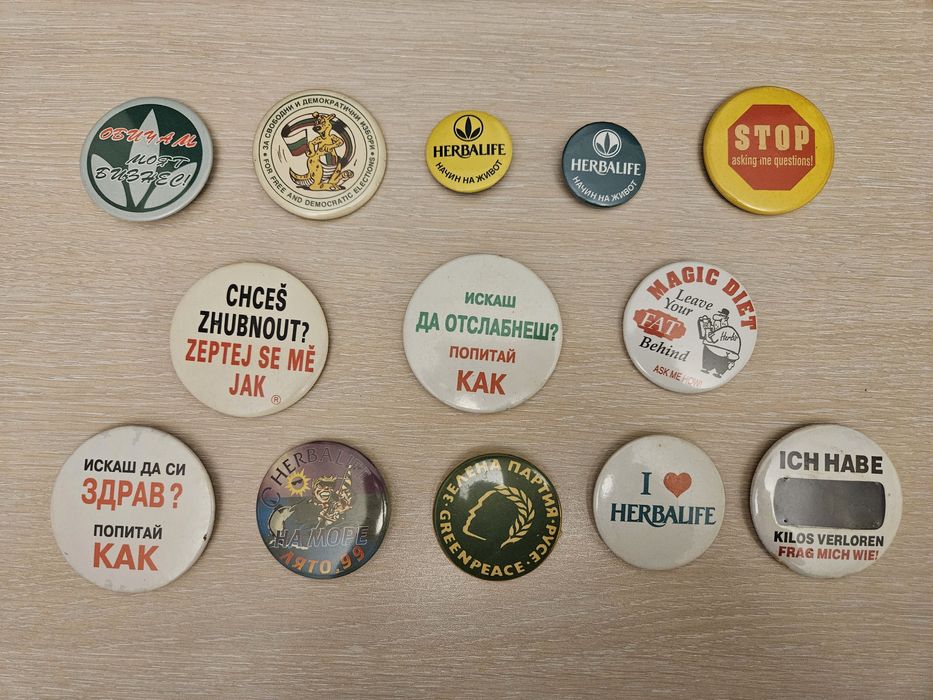 ОБИЧАМ
МОЯТ
БИЗНЕС!
ЗА СВОБОДНИ И ДЕМОКРАТИЧНИ ИЗБОРИ
FOR FREE AND DEMOCRATIC ELECTIONS
HERBALIFE
НАЧИН НА ЖИВОТ
HERBALIFE
НАЧИН НА ЖИВОТ
STOP
asking me questions!
CHCEŠ
ZHUBNOUT?
ZEPTEJ SE MĚ
JAK
®
ИСКАШ
ДА ОТСЛАБНЕШ?
ПОПИТАЙ
КАК
MAGIC DIET
Leave
Your
FAT
Behind
Herbs
ASK ME HOW!
ИСКАШ ДА СИ
ЗДРАВ?
ПОПИТАЙ
КАК
С HERBALIFE
НА МОРЕ
ЛЯТО,99
ЗЕЛЕНА ПАРТИЯ·РУСЕ
·GREENPEACE·
I
HERBALIFE
ICH HABE
KILOS VERLOREN
FRAG MICH WIE!